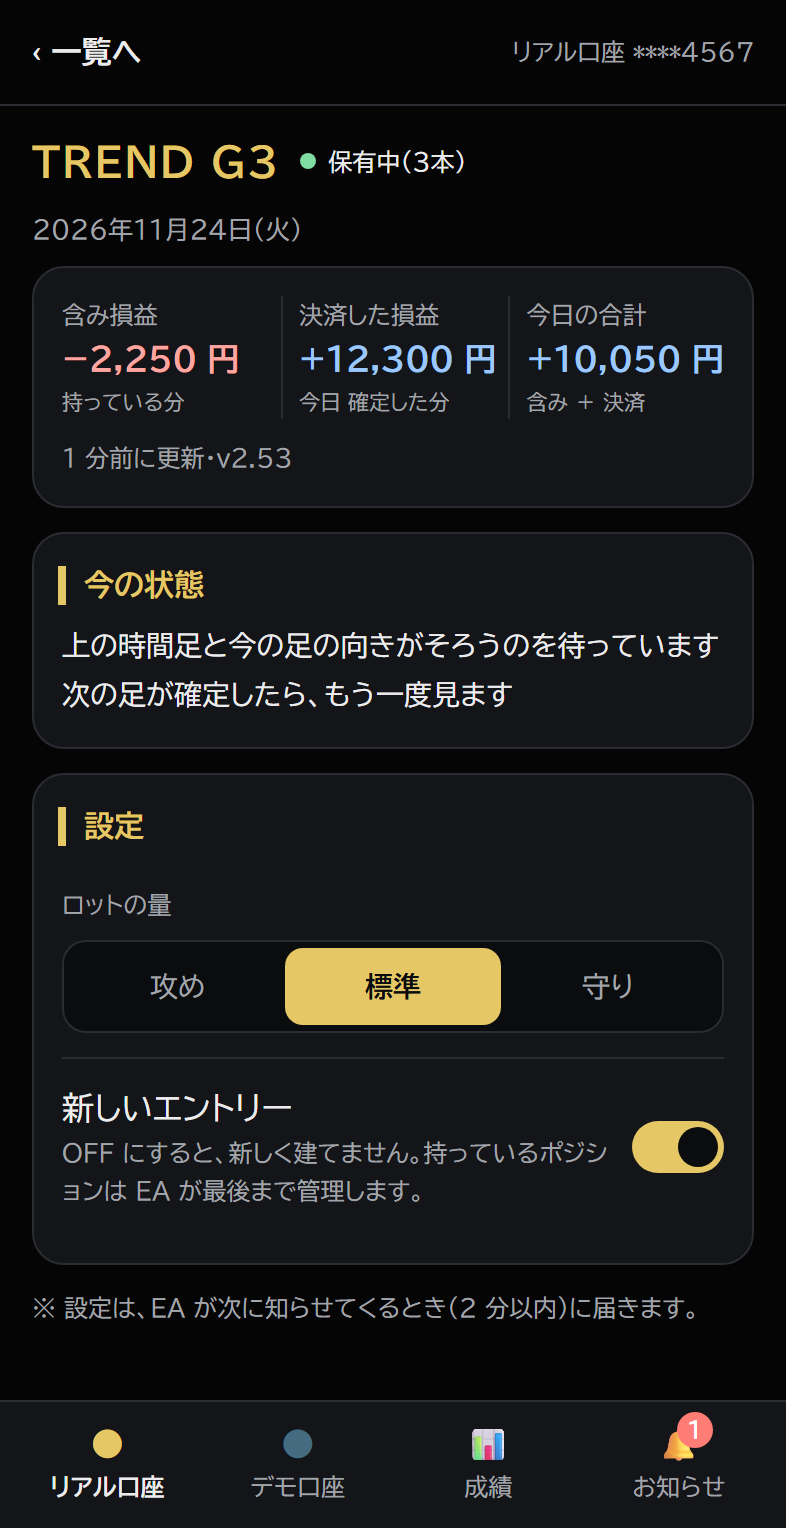 ‹ 一覧へ
リアル口座 ****4567
TREND G3
保有中(3本)
2026年11月24日(火)
含み損益
−2,250 円
持っている分
決済した損益
+12,300 円
今日 確定した分
今日の合計
+10,050 円
含み + 決済
1 分前に更新・v2.53
今の状態
上の時間足と今の足の向きがそろうのを待っています
次の足が確定したら、もう一度見ます
設定
ロットの量
攻め
標準
守り
新しいエントリー
OFF にすると、新しく建てません。持っているポジシ
ョンは EA が最後まで管理します。
※ 設定は、EA が次に知らせてくるとき(2 分以内)に届きます。
リアル口座
デモ口座
成績
1
お知らせ